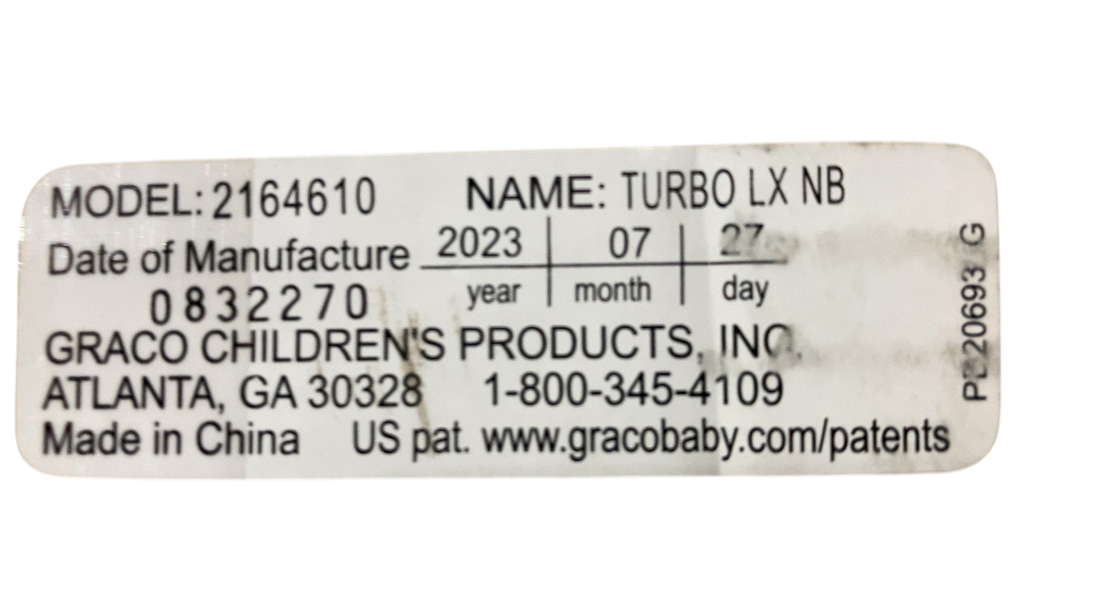 MODEL: 2164610 NAME: TURBO LX NB
Date of Manufacture 2023 07 27
year month day
0832270
GRACO CHILDREN'S PRODUCTS, INC.
ATLANTA, GA 30328 1-800-345-4109
Made in China US pat. www.gracobaby.com/patents
G